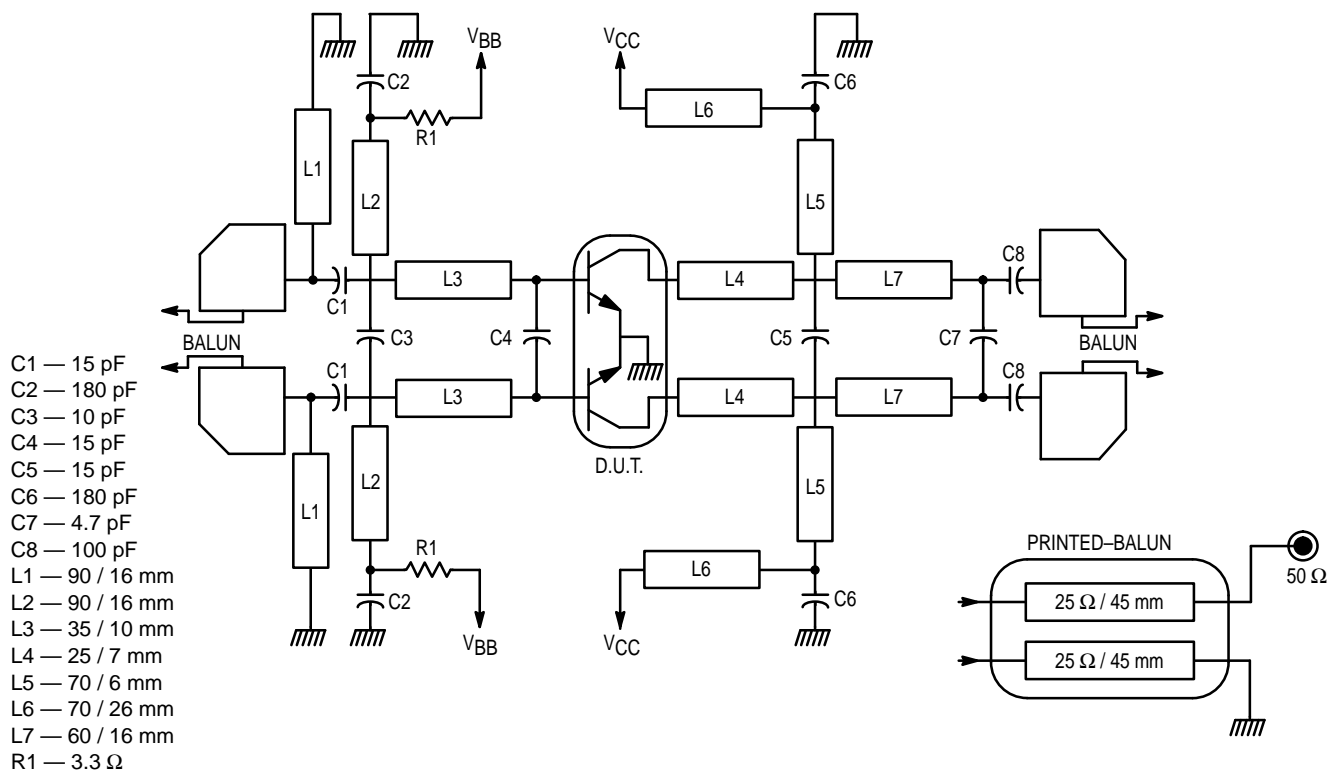 V_BB
V_CC
C2
C6
L6
R1
L1
L2
L5
C8
L3
L4
L7
C1
C3
C4
C5
C7
BALUN
BALUN
C1
C8
L3
L4
L7
D.U.T.
L2
L5
L1
R1
L6
C2
C6
V_BB
V_CC
C1 — 15 pF
C2 — 180 pF
C3 — 10 pF
C4 — 15 pF
C5 — 15 pF
C6 — 180 pF
C7 — 4.7 pF
C8 — 100 pF
L1 — 90 / 16 mm
L2 — 90 / 16 mm
L3 — 35 / 10 mm
L4 — 25 / 7 mm
L5 — 70 / 6 mm
L6 — 70 / 26 mm
L7 — 60 / 16 mm
R1 — 3.3 Ω
PRINTED–BALUN
50 Ω
25 Ω / 45 mm
25 Ω / 45 mm